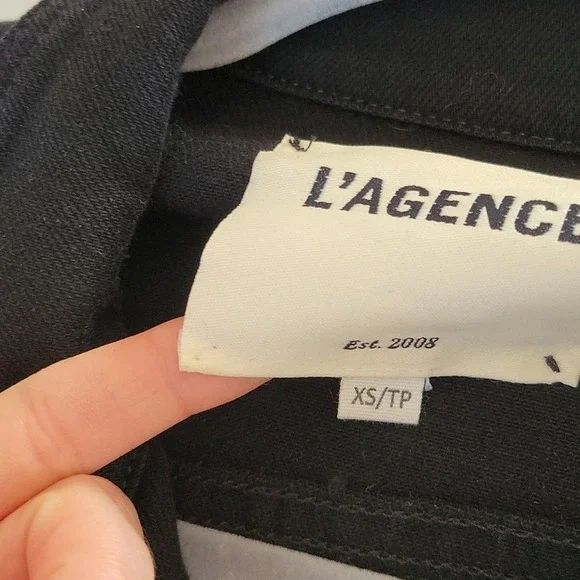 L'AGENCE
Est. 2008
XS/TP